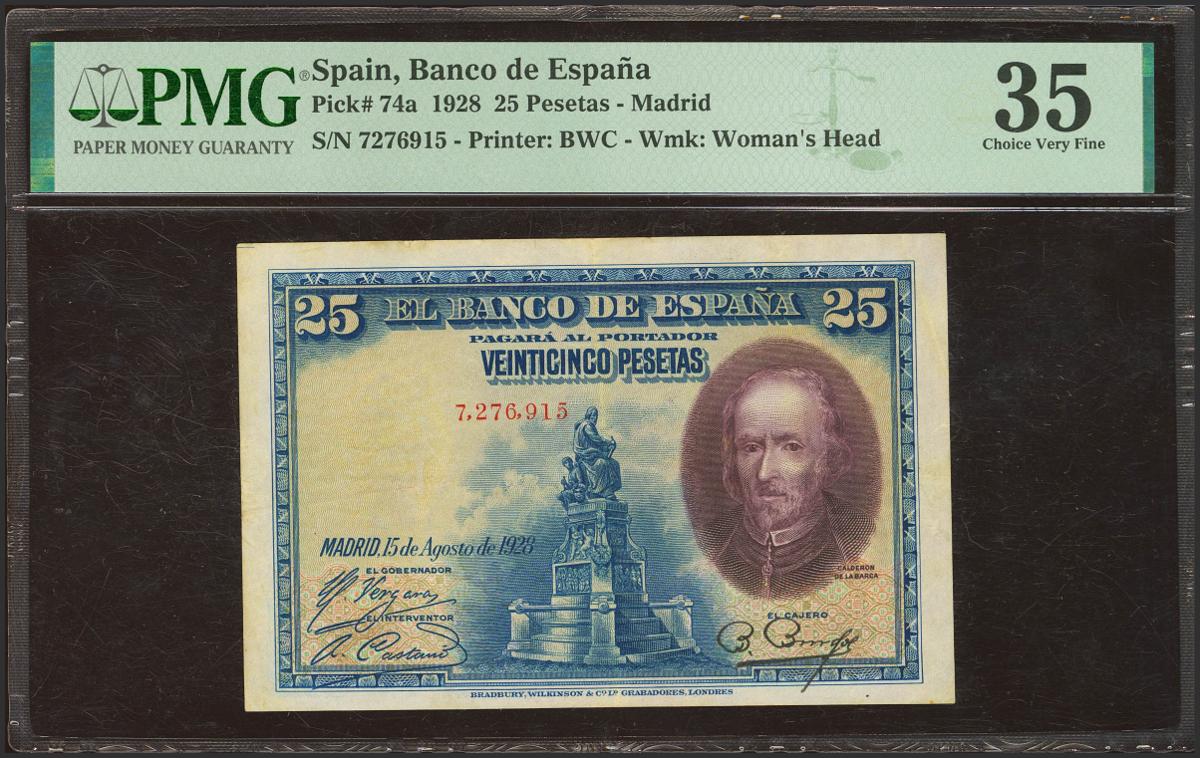 PMG®
PAPER MONEY GUARANTY
Spain, Banco de España
Pick# 74a 1928 25 Pesetas - Madrid
S/N 7276915 - Printer: BWC - Wmk: Woman's Head
35
Choice Very Fine
25 EL BANCO DE ESPAÑA 25
PAGARÁ AL PORTADOR
VEINTICINCO PESETAS
7,276,915
MADRID, 15 de Agosto de 1928
CALDERON
DE LA BARCA
EL GOBERNADOR
EL INTERVENTOR
EL CAJERO
BRADBURY, WILKINSON & Cº Lᴰ GRABADORES, LONDRES